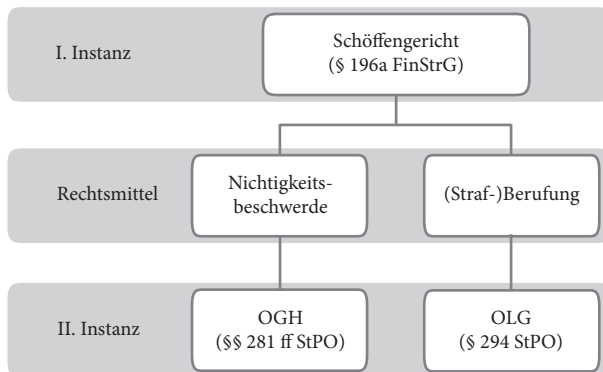 I. Instanz
Schöffengericht
(§ 196a FinStrG)
Rechtsmittel
Nichtigkeits-
beschwerde
(Straf-)Berufung
II. Instanz
OGH
(§§ 281 ff StPO)
OLG
(§ 294 StPO)